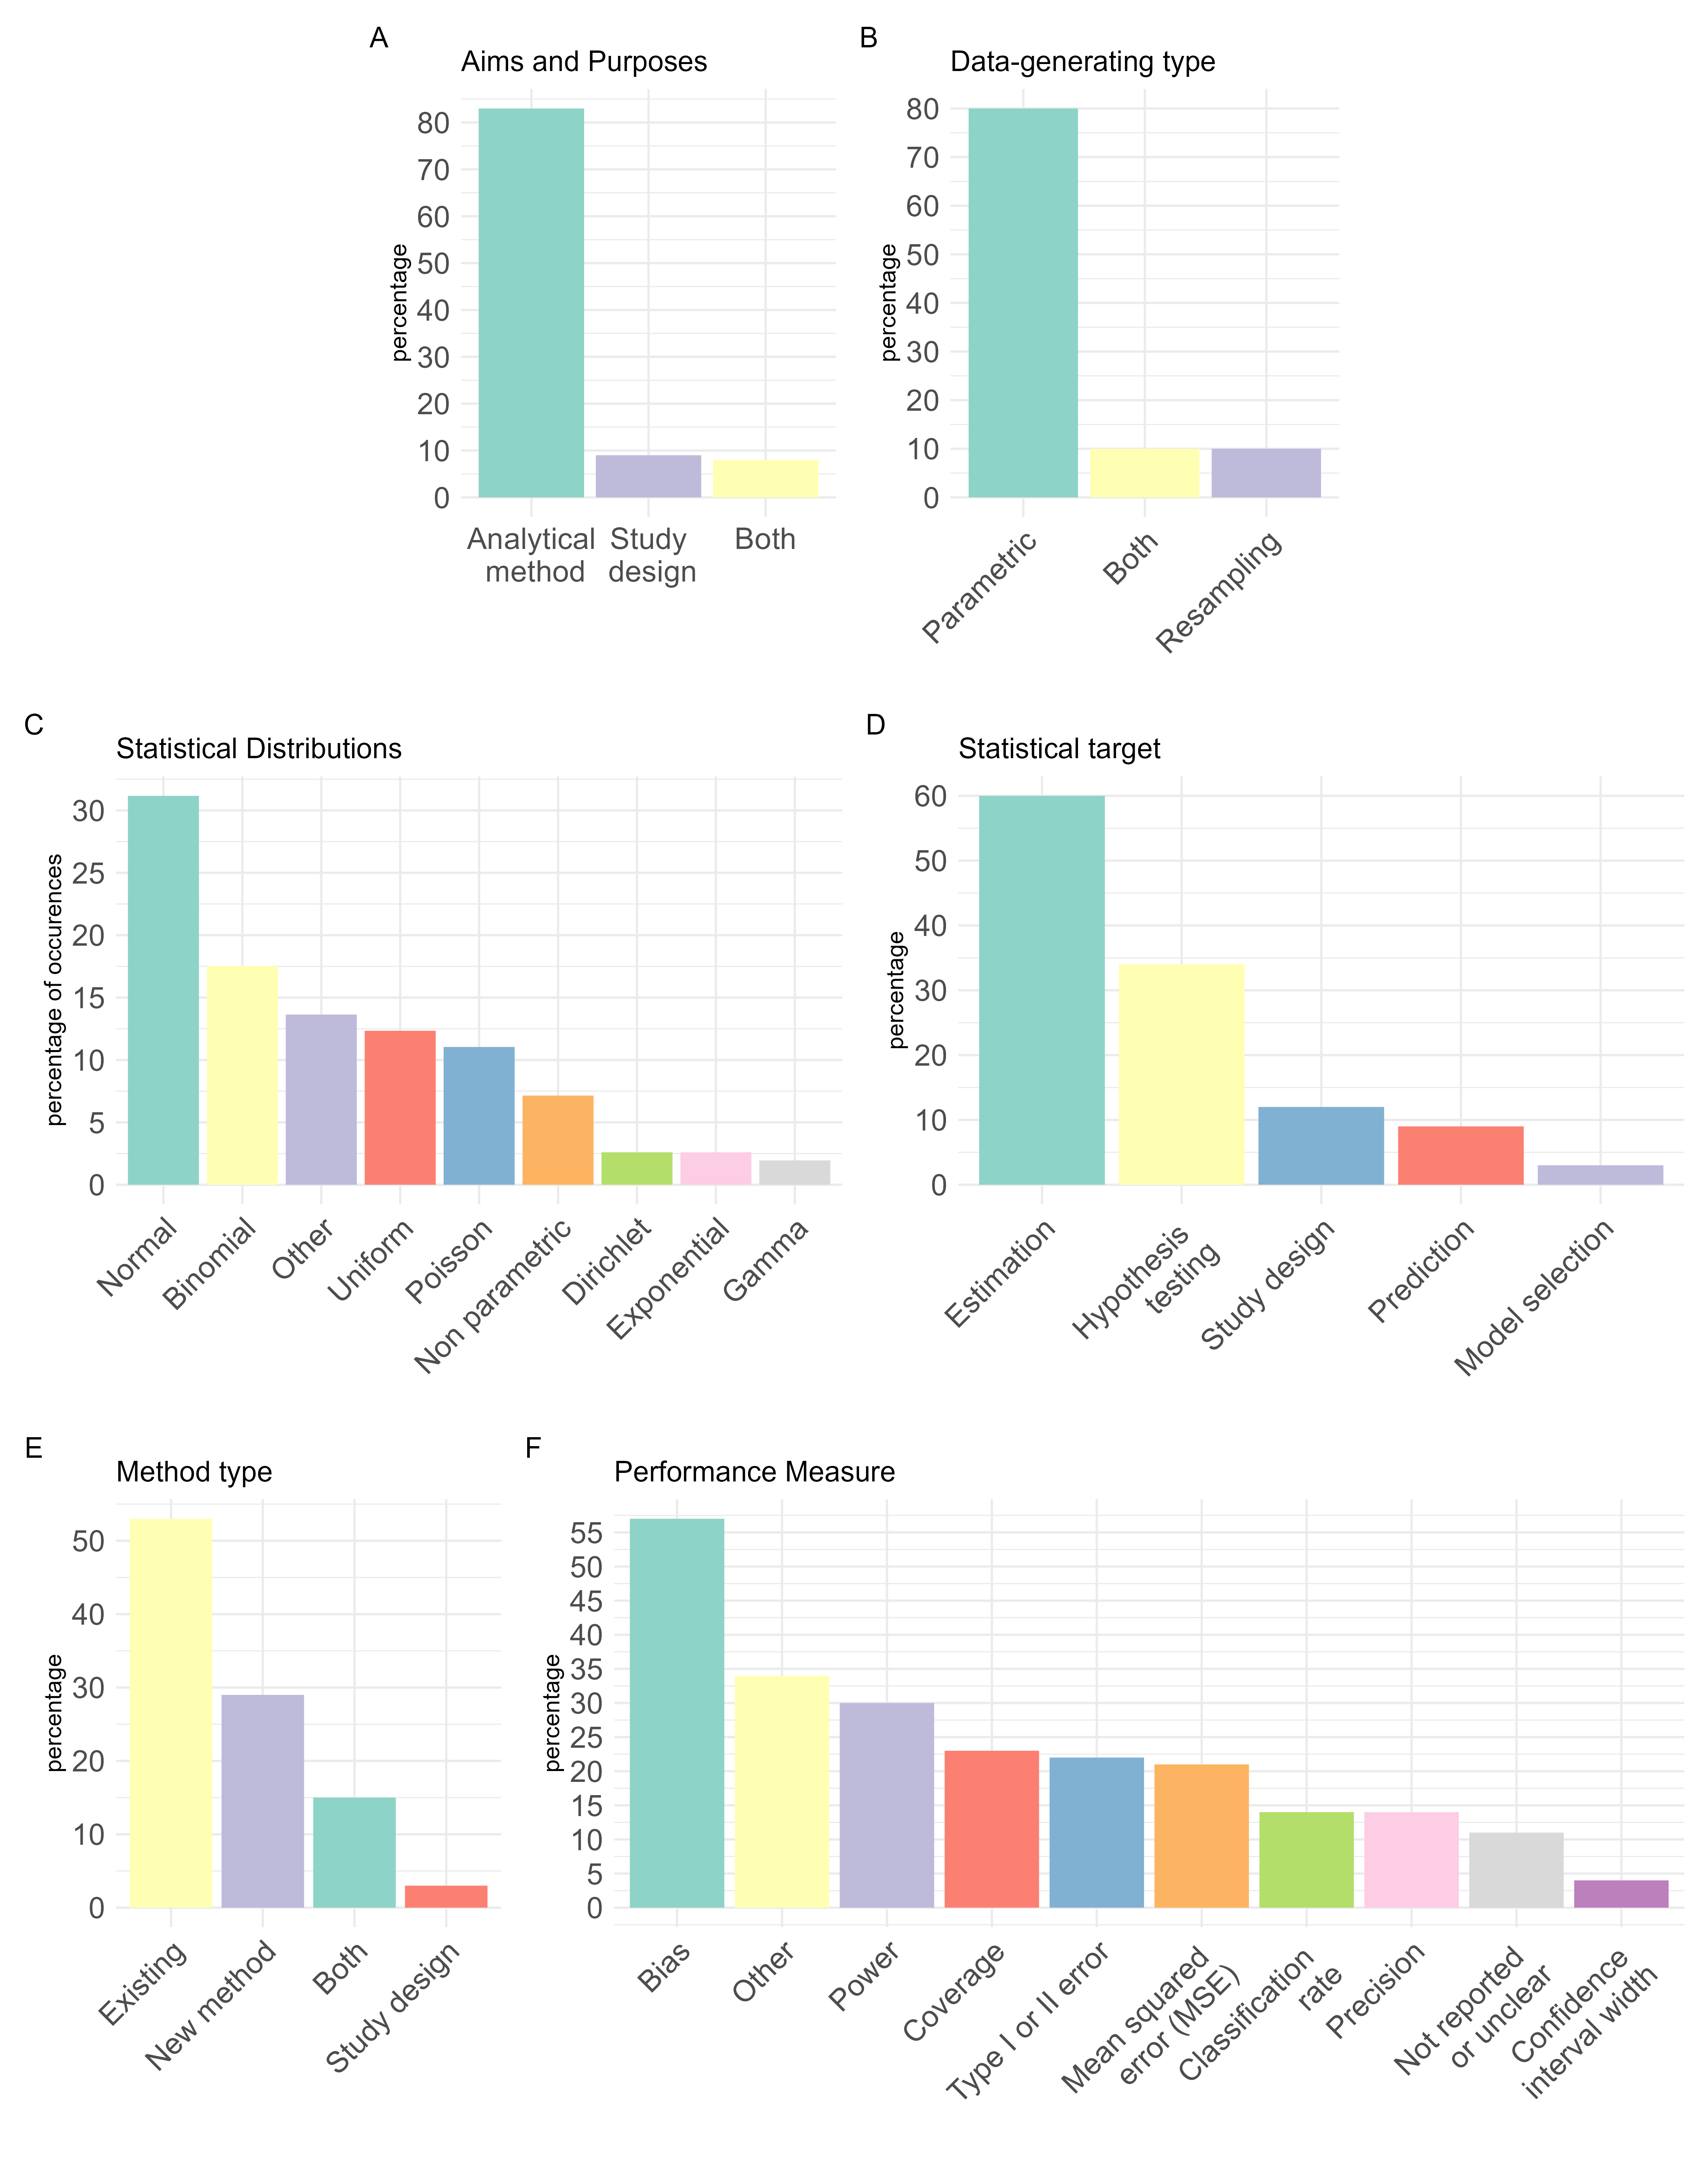 A
Aims and Purposes
percentage
80
70
60
50
40
30
20
10
0
Analytical
method
Study
design
Both
B
Data-generating type
percentage
80
70
60
50
40
30
20
10
0
Parametric
Both
Resampling
C
Statistical Distributions
percentage of occurences
30
25
20
15
10
5
0
Normal
Binomial
Other
Uniform
Poisson
Non parametric
Dirichlet
Exponential
Gamma
D
Statistical target
percentage
60
50
40
30
20
10
0
Estimation
Hypothesis
testing
Study design
Prediction
Model selection
E
Method type
percentage
50
40
30
20
10
0
Existing
New method
Both
Study design
F
Performance Measure
percentage
55
50
45
40
35
30
25
20
15
10
5
0
Bias
Other
Power
Coverage
Type I or II error
Mean squared
error (MSE)
Classification
rate
Precision
Not reported
or unclear
Confidence
interval width